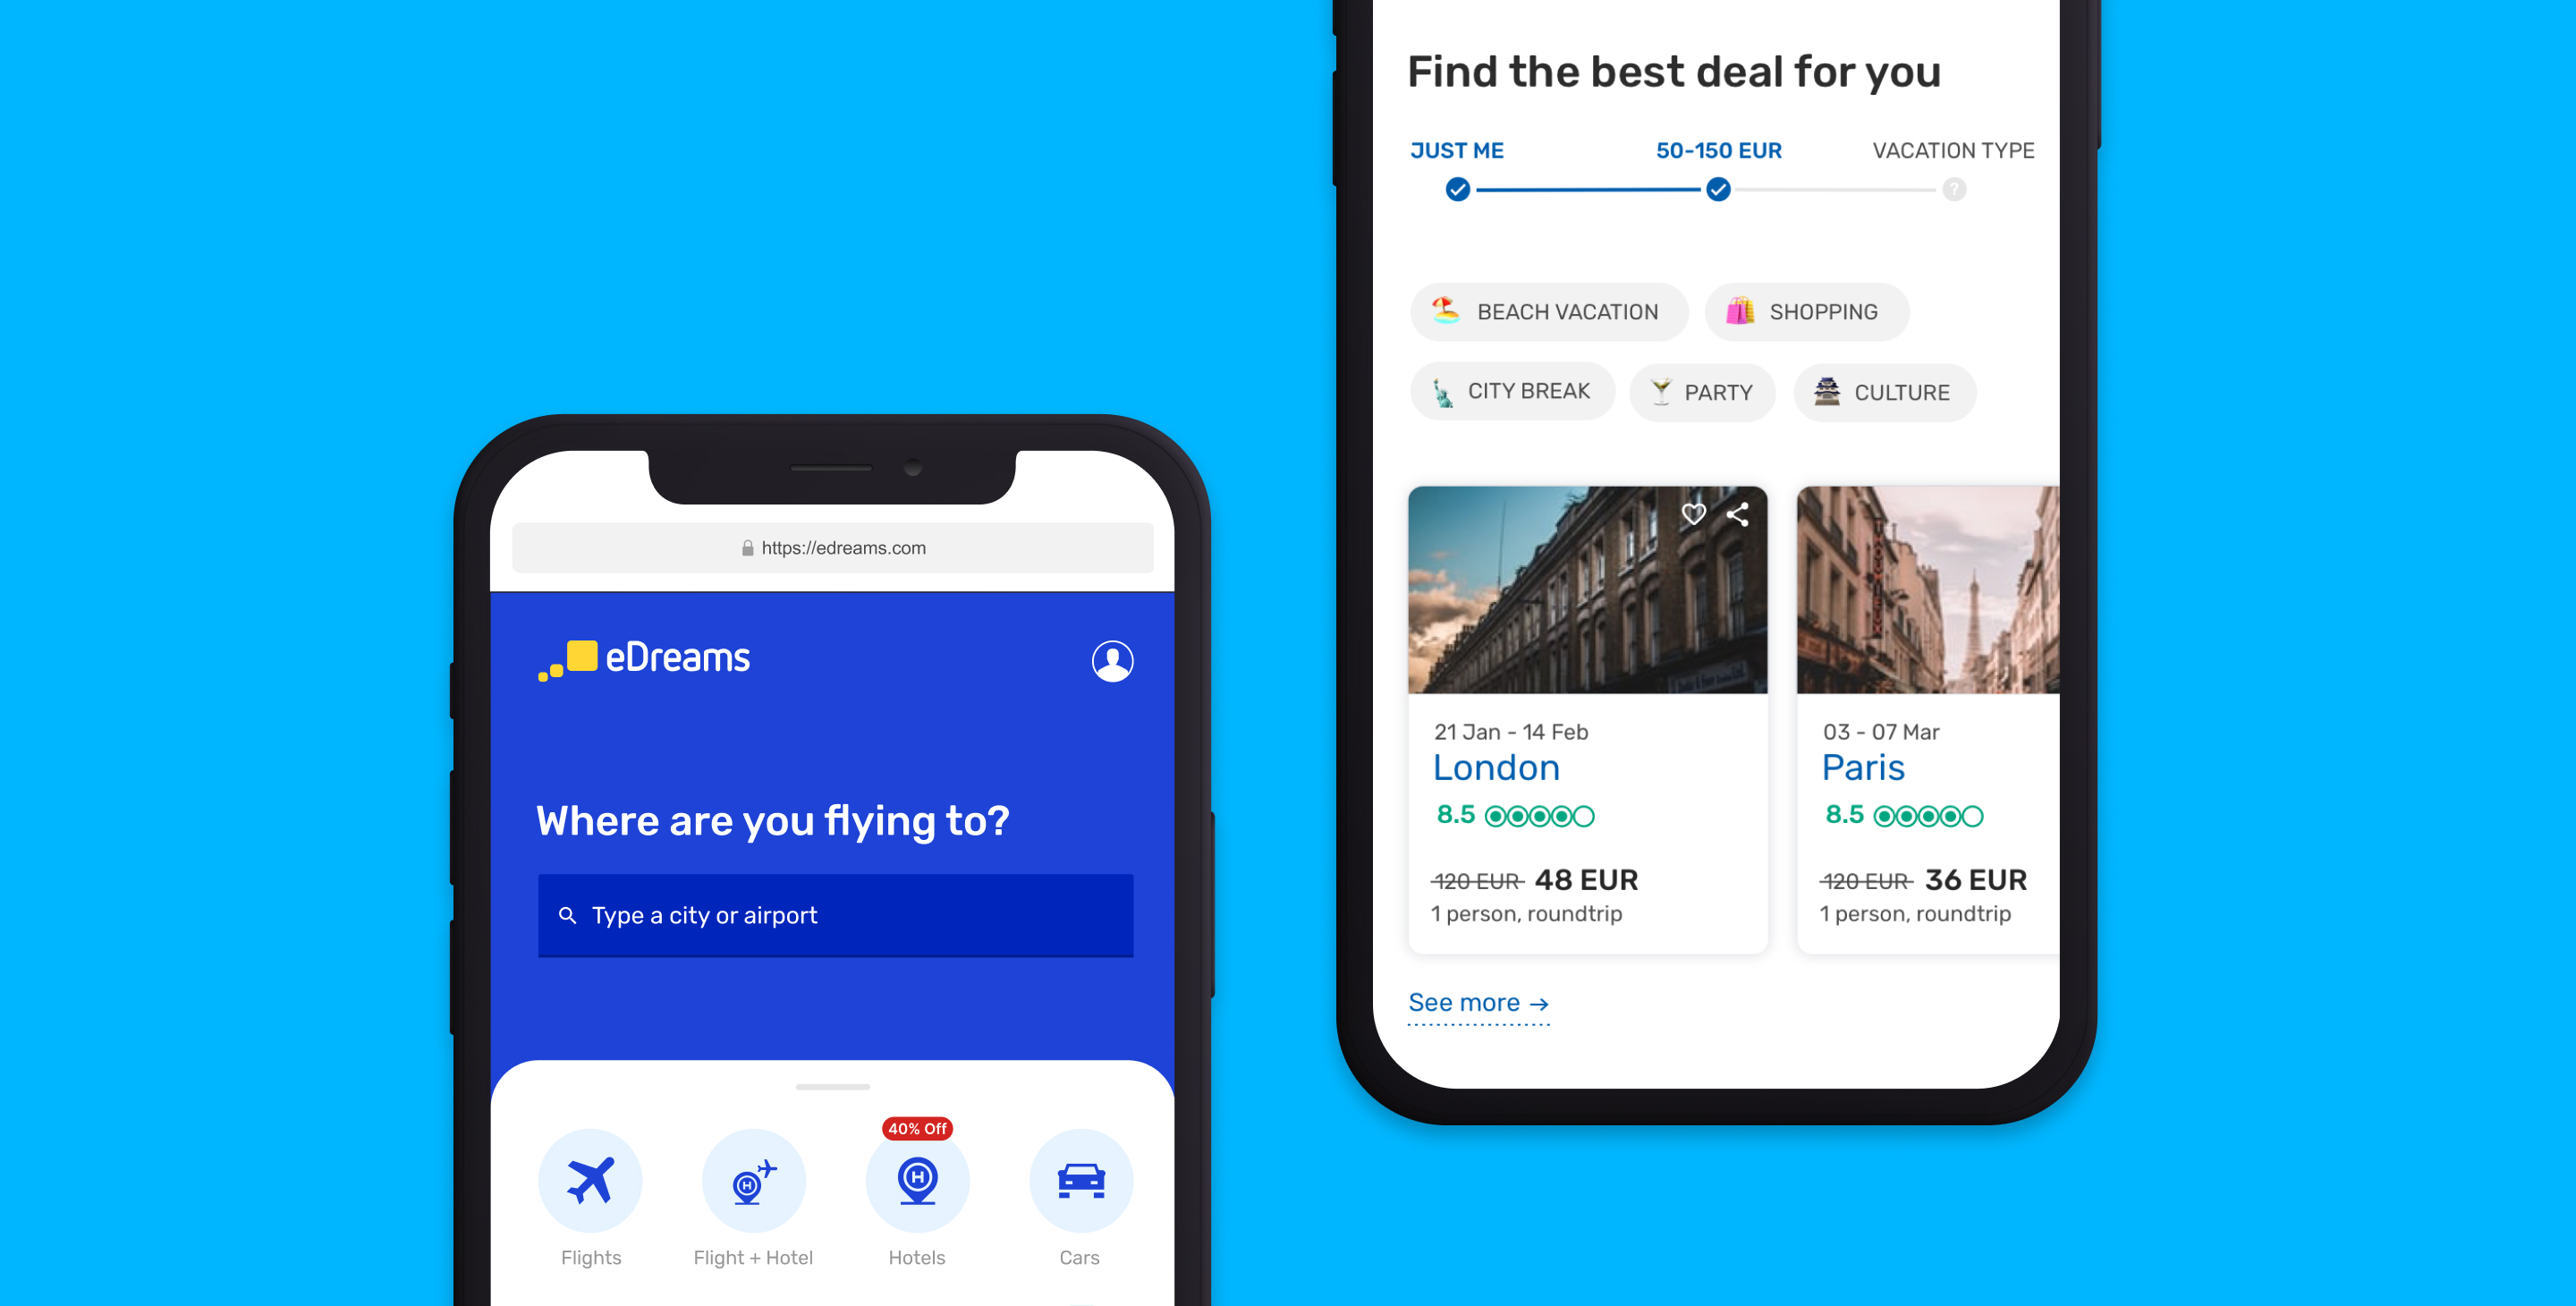 https://edreams.com
eDreams
Where are you flying to?
Type a city or airport
40% Off
Flights
Flight + Hotel
Hotels
Cars
Find the best deal for you
JUST ME
50-150 EUR
VACATION TYPE
?
BEACH VACATION
SHOPPING
CITY BREAK
PARTY
CULTURE
21 Jan - 14 Feb
London
8.5
120 EUR 48 EUR
1 person, roundtrip
03 - 07 Mar
Paris
8.5
120 EUR 36 EUR
1 person, roundtrip
See more →